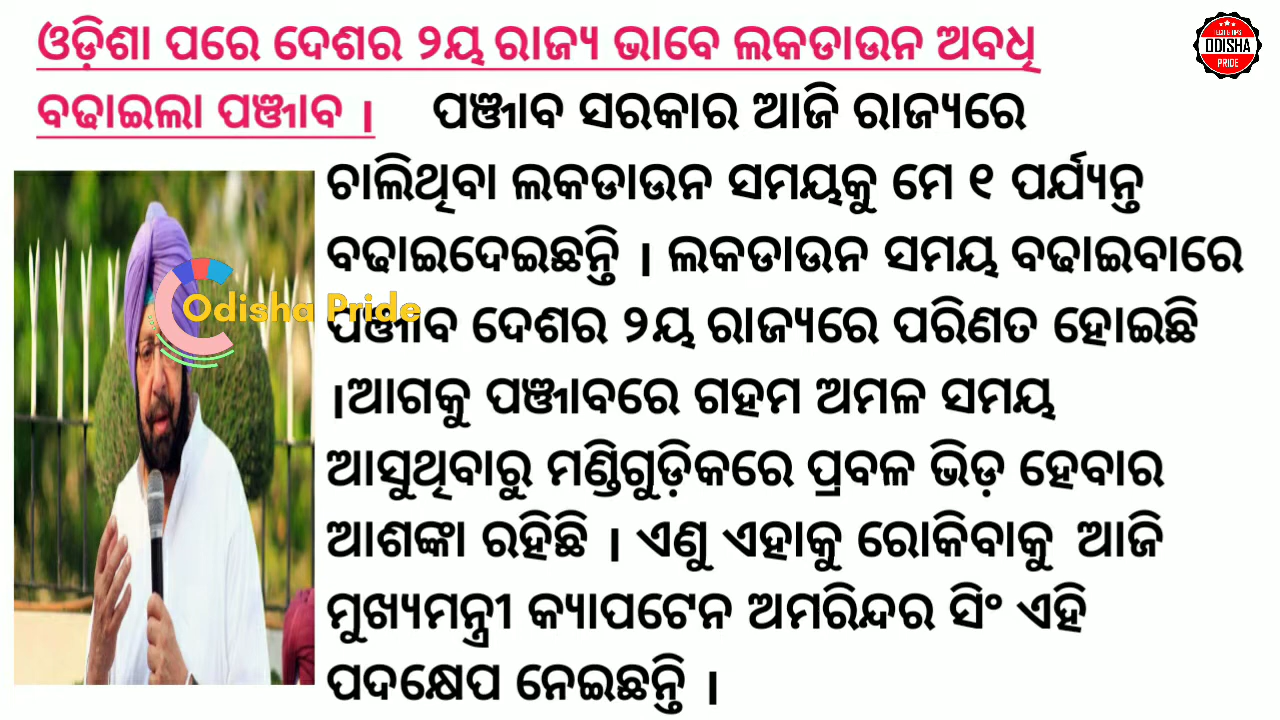 ଓଡ଼ିଶା ପରେ ଦେଶର ୨ୟ ରାଜ୍ୟ ଭାବେ ଲକଡାଉନ ଅବଧି
ବଢାଇଲା ପଞ୍ଜାବ । ପଞ୍ଜାବ ସରକାର ଆଜି ରାଜ୍ୟରେ
ଚାଲିଥିବା ଲକଡାଉନ ସମୟକୁ ମେ ୧ ପର୍ଯ୍ୟନ୍ତ
ବଢାଇଦେଇଛନ୍ତି । ଲକଡାଉନ ସମୟ ବଢାଇବାରେ
ପଞ୍ଜାବ ଦେଶର ୨ୟ ରାଜ୍ୟରେ ପରିଣତ ହୋଇଛି
।ଆଗକୁ ପଞ୍ଜାବରେ ଗହମ ଅମଳ ସମୟ
ଆସୁଥିବାରୁ ମଣ୍ଡିଗୁଡ଼ିକରେ ପ୍ରବଳ ଭିଡ଼ ହେବାର
ଆଶଙ୍କା ରହିଛି । ଏଣୁ ଏହାକୁ ରୋକିବାକୁ ଆଜି
ମୁଖ୍ୟମନ୍ତ୍ରୀ କ୍ୟାପଟେନ ଅମରିନ୍ଦର ସିଂ ଏହି
ପଦକ୍ଷେପ ନେଇଛନ୍ତି ।
Odisha Pride
ODISHA
PRIDE